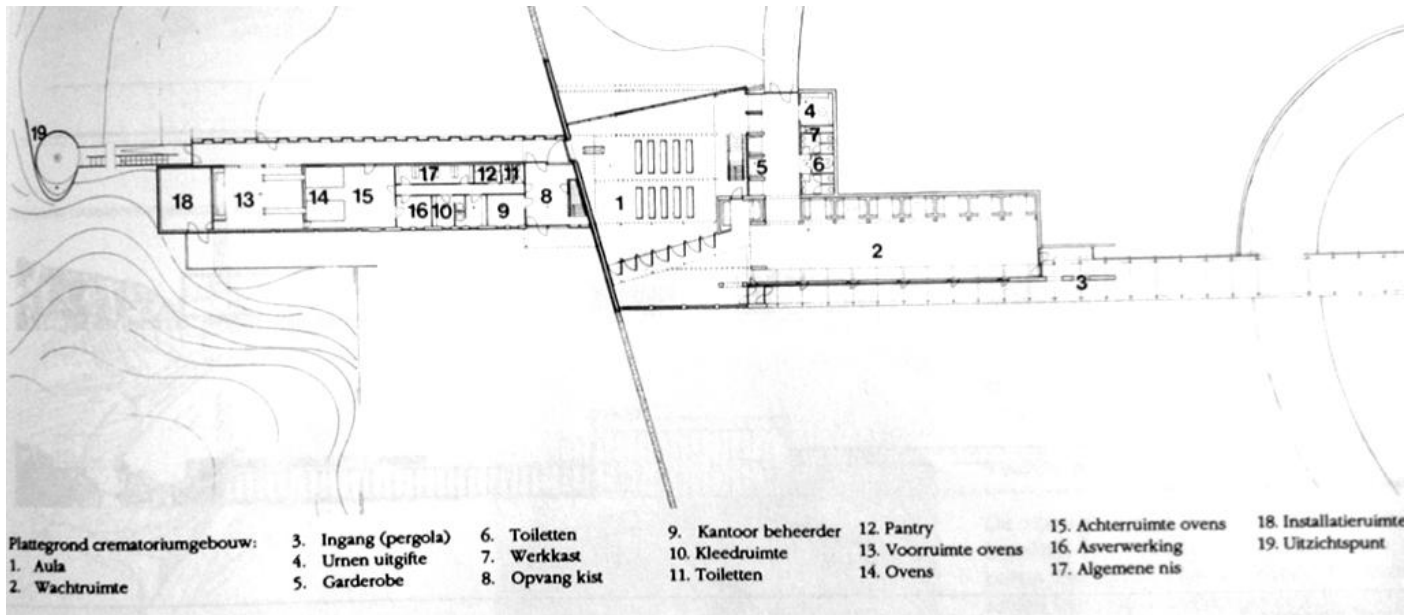 19
18
13
14
15
17
16
10
12
11
9
8
1
5
4
7
6
2
3
Plattegrond crematoriumgebouw:
1. Aula
2. Wachtruimte
3. Ingang (pergola)
4. Urnen uitgifte
5. Garderobe
6. Toiletten
7. Werkkast
8. Opvang kist
9. Kantoor beheerder
10. Kleedruimte
11. Toiletten
12. Pantry
13. Voorruimte ovens
14. Ovens
15. Achterruimte ovens
16. Asverwerking
17. Algemene nis
18. Installatieruimte
19. Uitzichtspunt